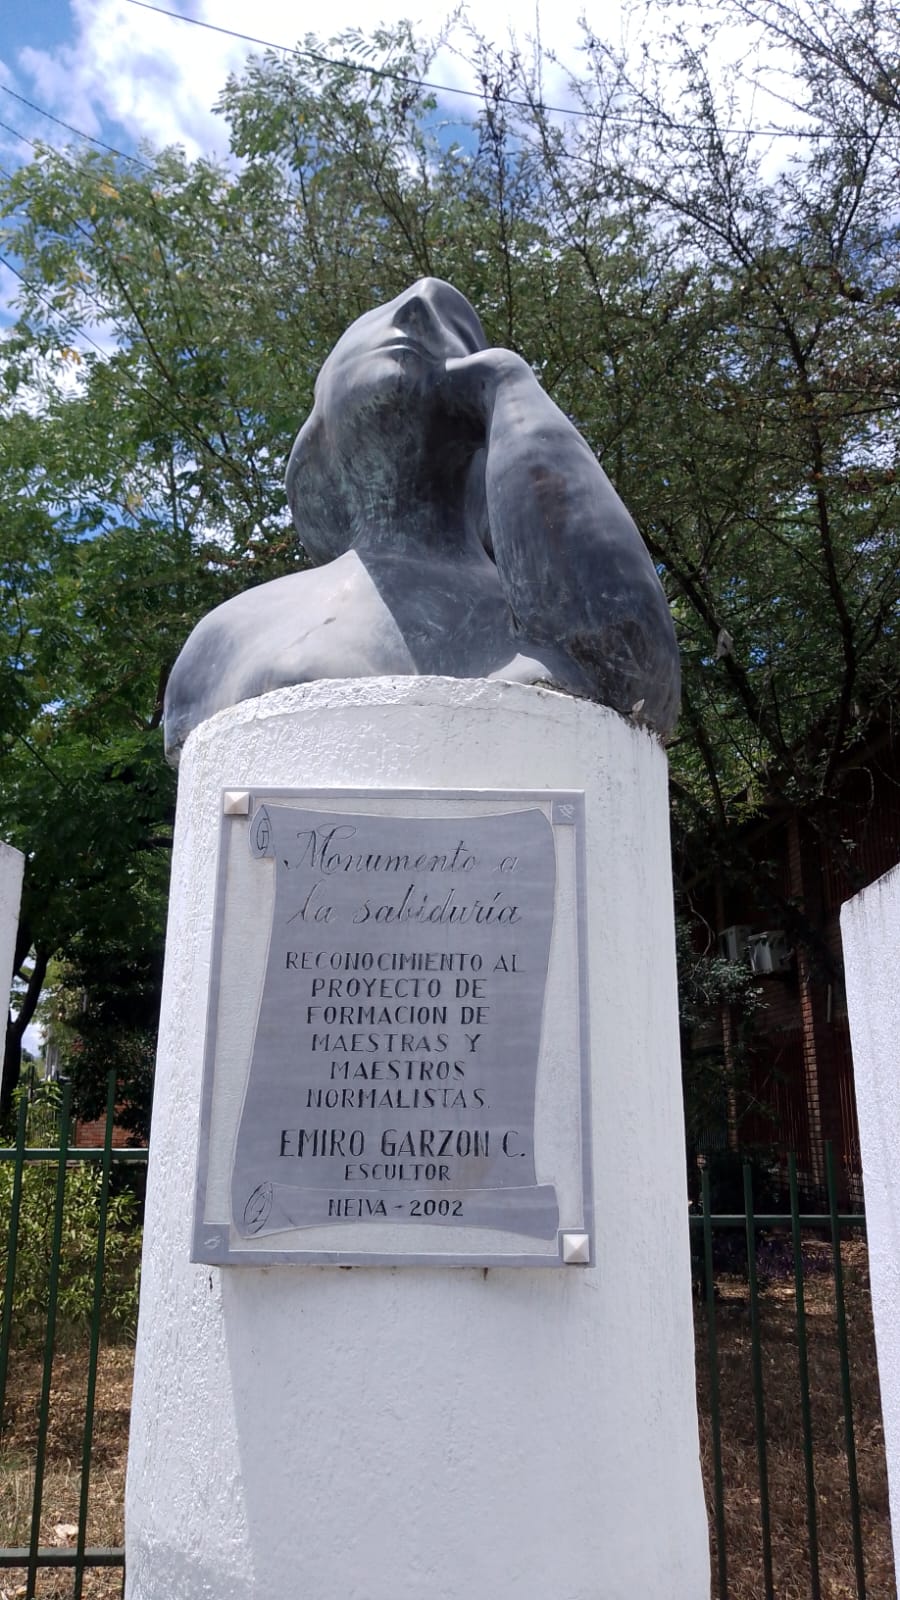 Monumento a
la sabiduría
RECONOCIMIENTO AL
PROYECTO DE
FORMACION DE
MAESTRAS Y
MAESTROS
NORMALISTAS.
EMIRO GARZON C.
ESCULTOR
NEIVA - 2002